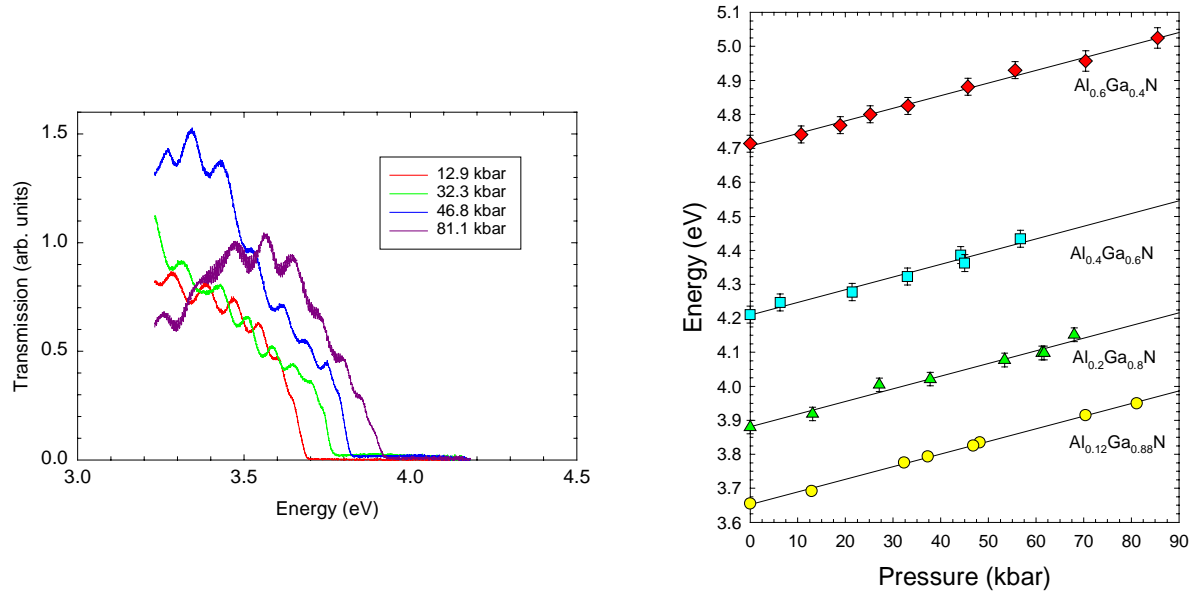 1.5
1.0
0.5
0.0
Transmission (arb. units)
12.9 kbar
32.3 kbar
46.8 kbar
81.1 kbar
3.0 3.5 4.0 4.5
Energy (eV)
5.1
5.0
4.9
4.8
4.7
4.6
4.5
4.4
4.3
4.2
4.1
4.0
3.9
3.8
3.7
3.6
Energy (eV)
Al0.6Ga0.4N
Al0.4Ga0.6N
Al0.2Ga0.8N
Al0.12Ga0.88N
0 10 20 30 40 50 60 70 80 90
Pressure (kbar)